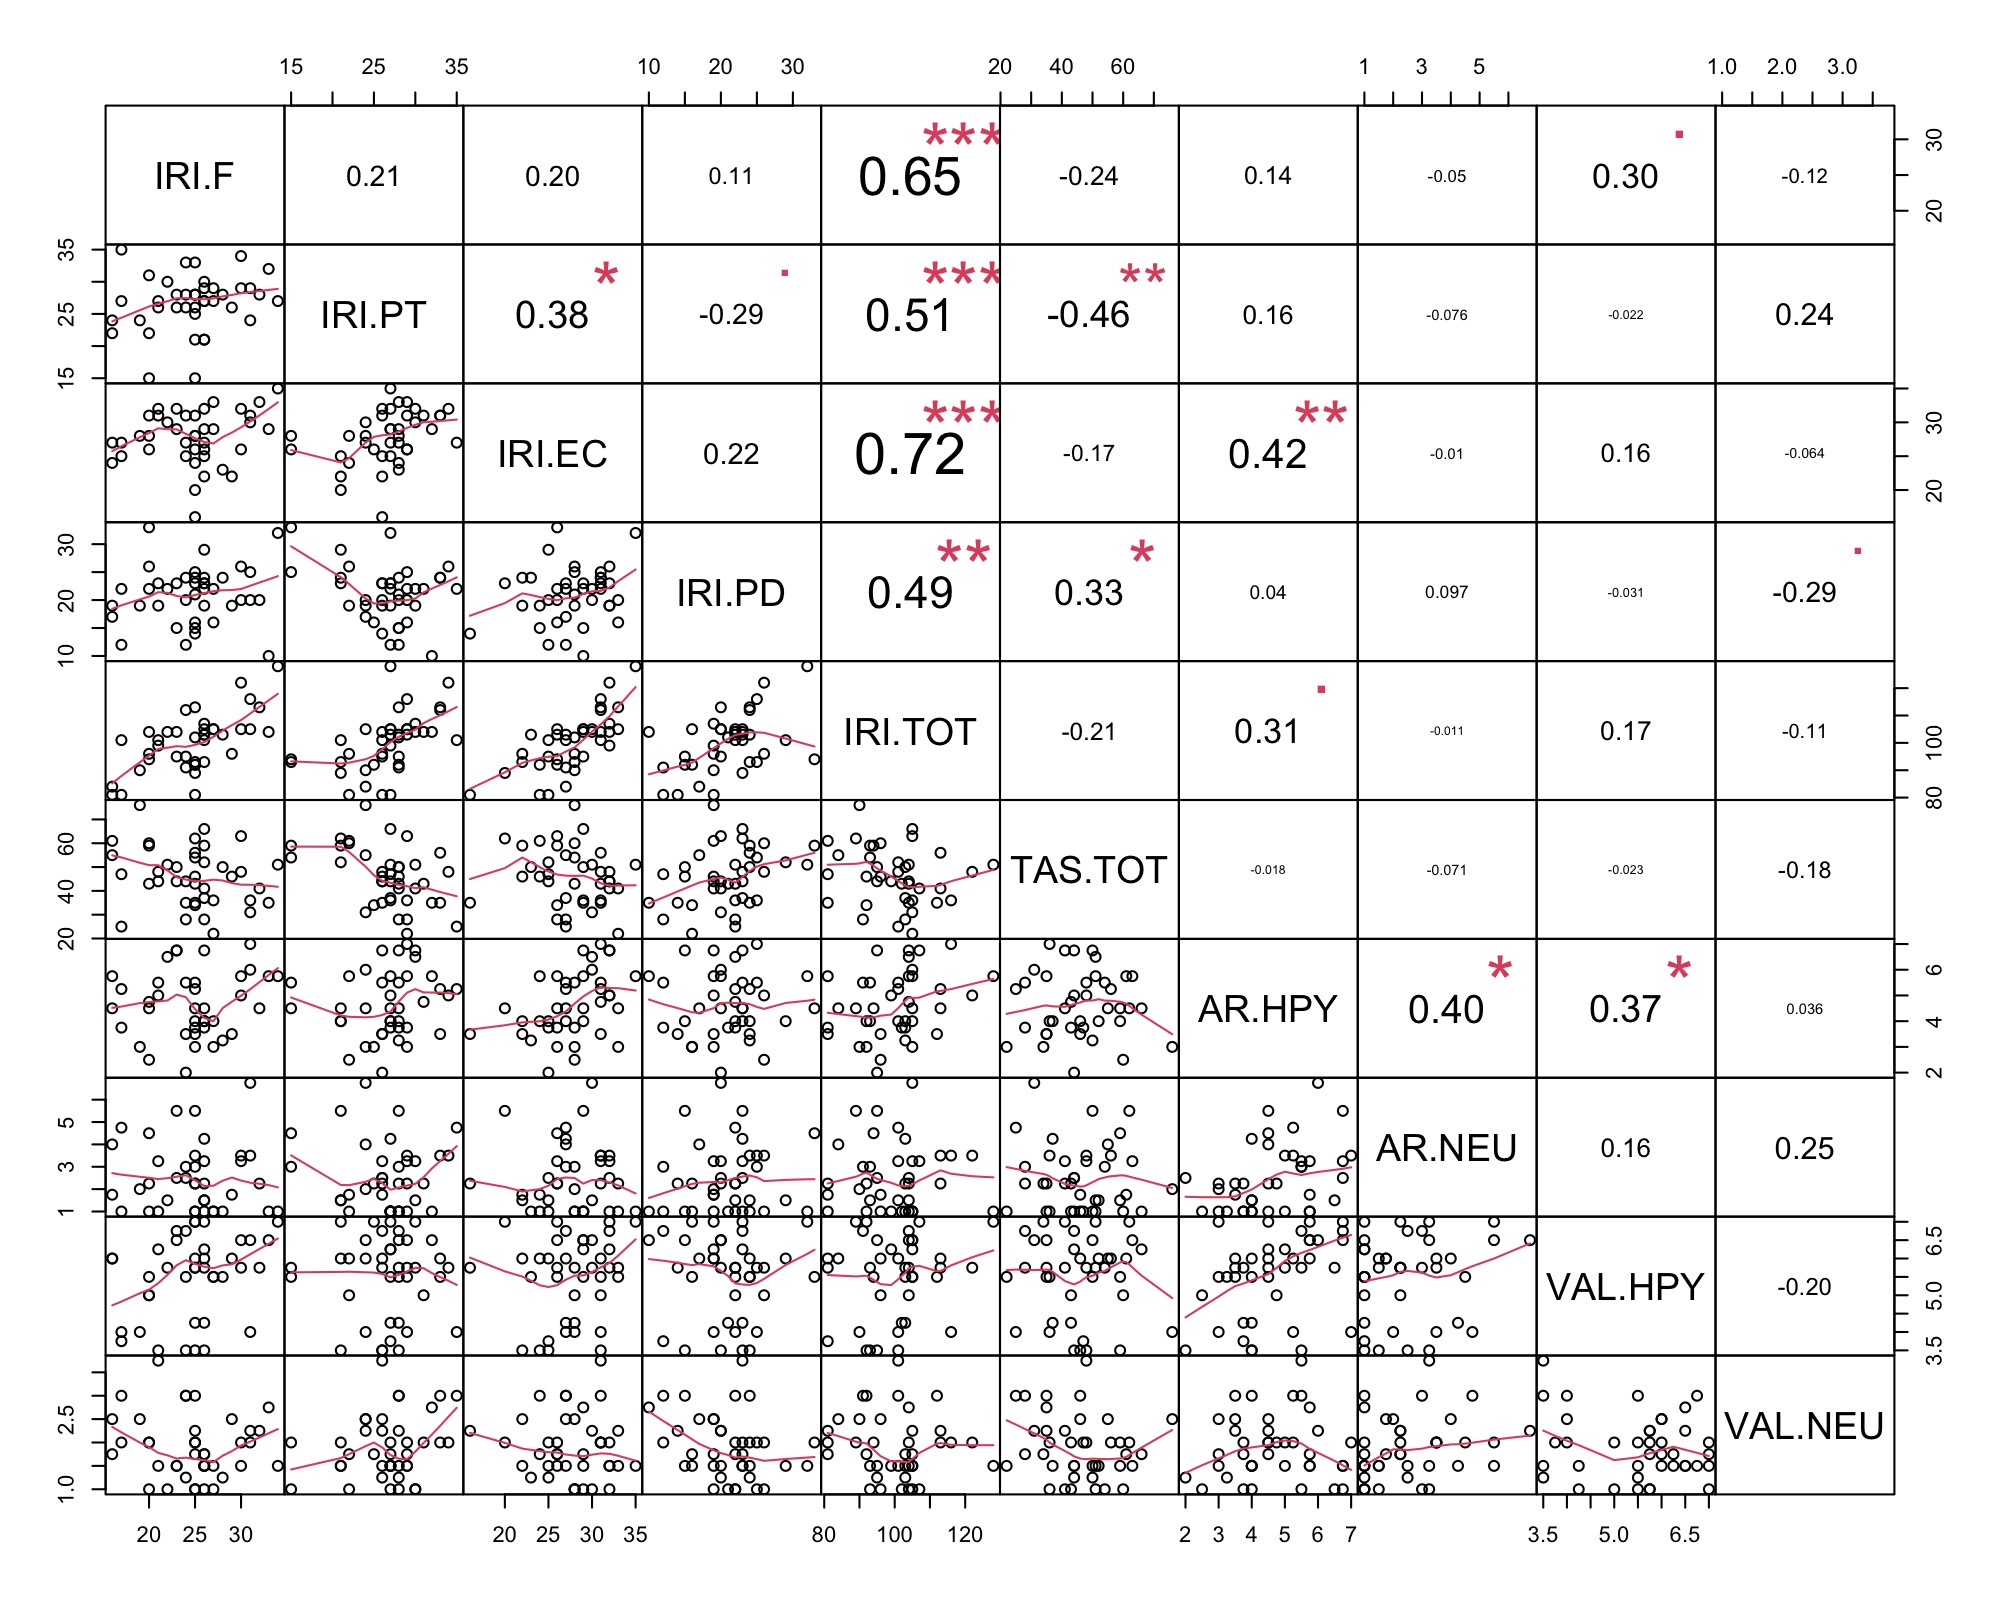 15 25 35 10 20 30 20 40 60 1 3 5 1.0 2.0 3.0
IRI.F 0.21 0.20 0.11 *** 0.65 -0.24 0.14 -0.05 . 0.30 -0.12 20 30
15 25 35 IRI.PT * 0.38 . -0.29 *** 0.51 ** -0.46 0.16 -0.076 -0.022 0.24
IRI.EC 0.22 *** 0.72 -0.17 ** 0.42 -0.01 0.16 -0.064 20 30
10 20 30 IRI.PD ** 0.49 * 0.33 0.04 0.097 -0.031 . -0.29
IRI.TOT -0.21 . 0.31 -0.011 0.17 -0.11 80 100
20 40 60 TAS.TOT -0.018 -0.071 -0.023 -0.18
AR.HPY * 0.40 * 0.37 0.036 2 4 6
1 3 5 AR.NEU 0.16 0.25
VAL.HPY -0.20 3.5 5.0 6.5
1.0 2.5 VAL.NEU
20 25 30 20 25 30 35 80 100 120 2 3 4 5 6 7 3.5 5.0 6.5